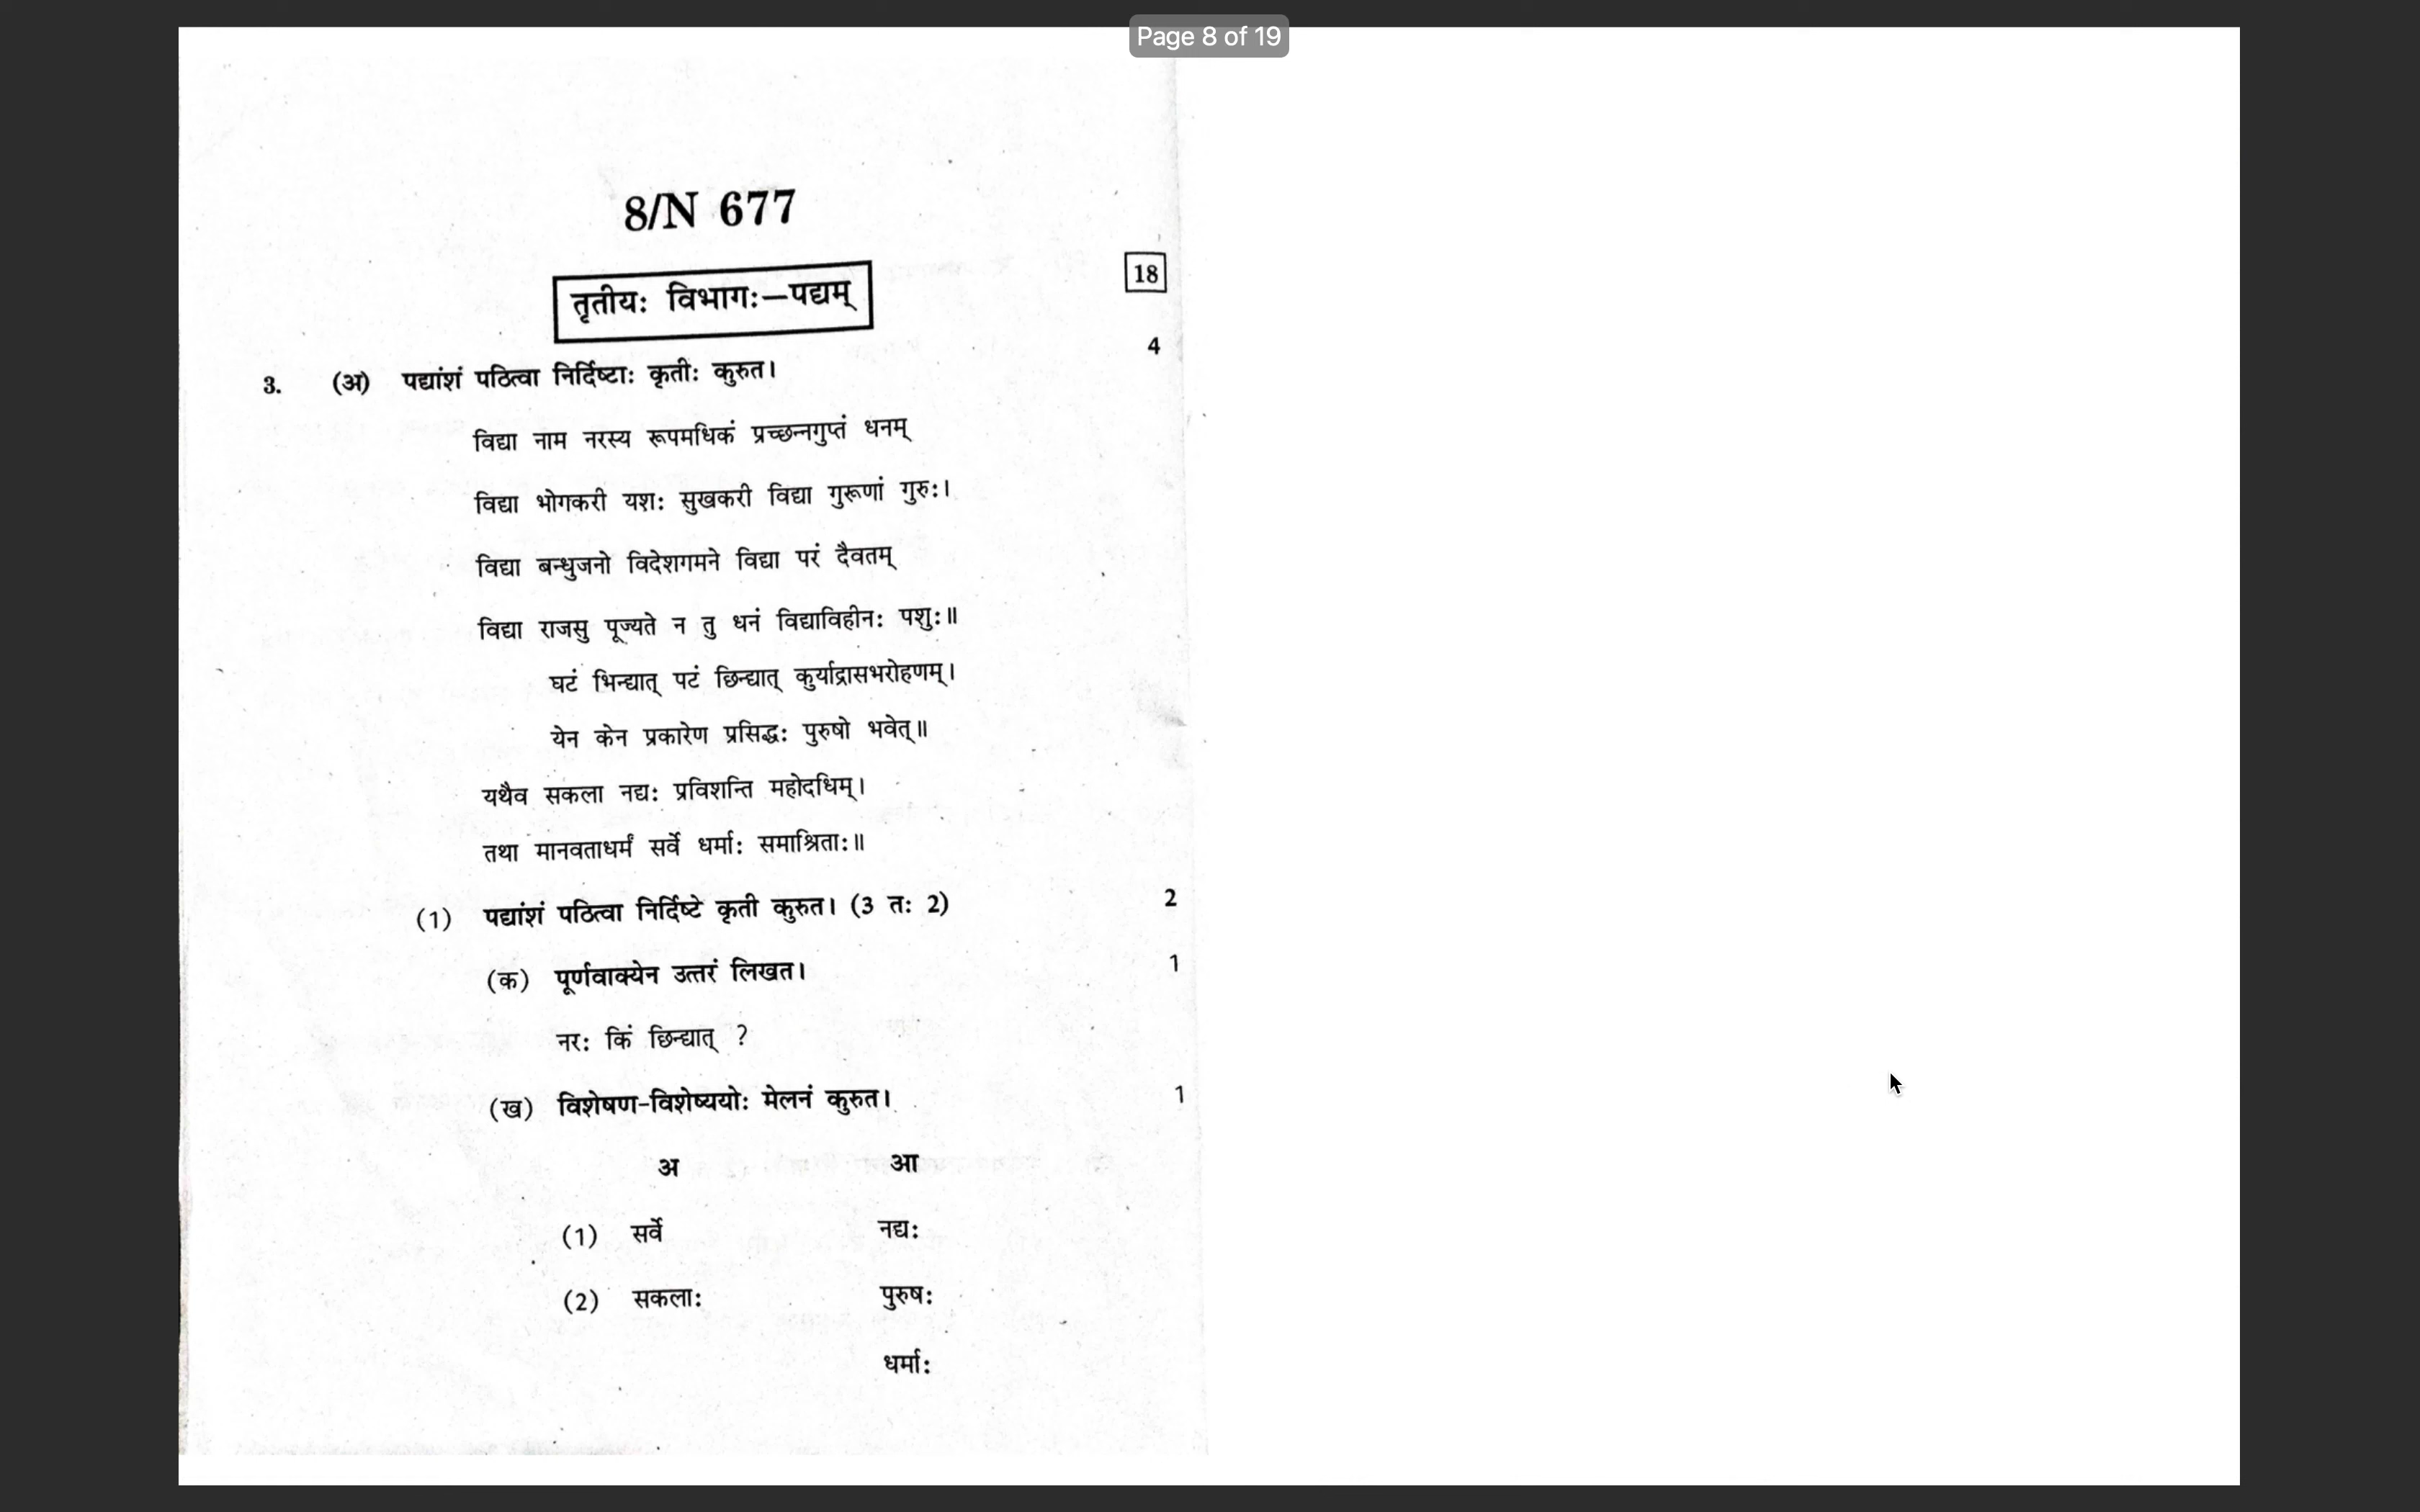 Page 8 of 19
8/N 677
तृतीयः विभागः—पद्यम्
18
3. (अ) पद्यांशं पठित्वा निर्दिष्टाः कृतीः कुरुत। 4
विद्या नाम नरस्य रूपमधिकं प्रच्छन्नगुप्तं धनम्
विद्या भोगकरी यशः सुखकरी विद्या गुरूणां गुरुः।
विद्या बन्धुजनो विदेशगमने विद्या परं दैवतम्
विद्या राजसु पूज्यते न तु धनं विद्याविहीनः पशुः॥
घटं भिन्द्यात् पटं छिन्द्यात् कुर्याद्रासभरोहणम्।
येन केन प्रकारेण प्रसिद्धः पुरुषो भवेत्॥
यथैव सकला नद्यः प्रविशन्ति महोदधिम्।
तथा मानवताधर्मं सर्वे धर्माः समाश्रिताः॥
(1) पद्यांशं पठित्वा निर्दिष्टे कृती कुरुत। (3 तः 2) 2
(क) पूर्णवाक्येन उत्तरं लिखत। 1
नरः किं छिन्द्यात् ?
(ख) विशेषण-विशेष्ययोः मेलनं कुरुत। 1
अ आ
(1) सर्वे नद्यः
(2) सकलाः पुरुषः
धर्माः